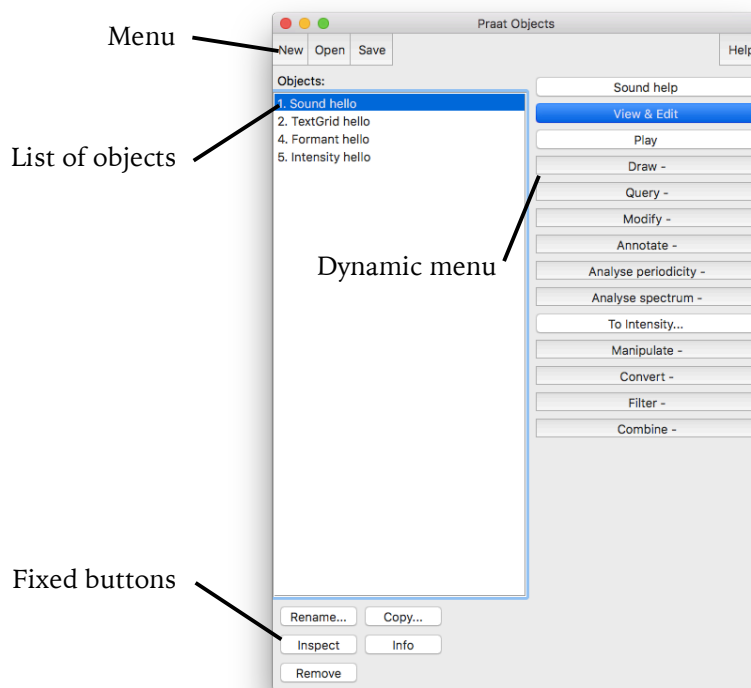 Praat Objects
Menu
New Open Save Help
Objects:
1. Sound hello
2. TextGrid hello
4. Formant hello
5. Intensity hello
List of objects
Sound help
View & Edit
Play
Draw -
Query -
Modify -
Annotate -
Dynamic menu
Analyse periodicity -
Analyse spectrum -
To Intensity...
Manipulate -
Convert -
Filter -
Combine -
Fixed buttons
Rename... Copy...
Inspect Info
Remove